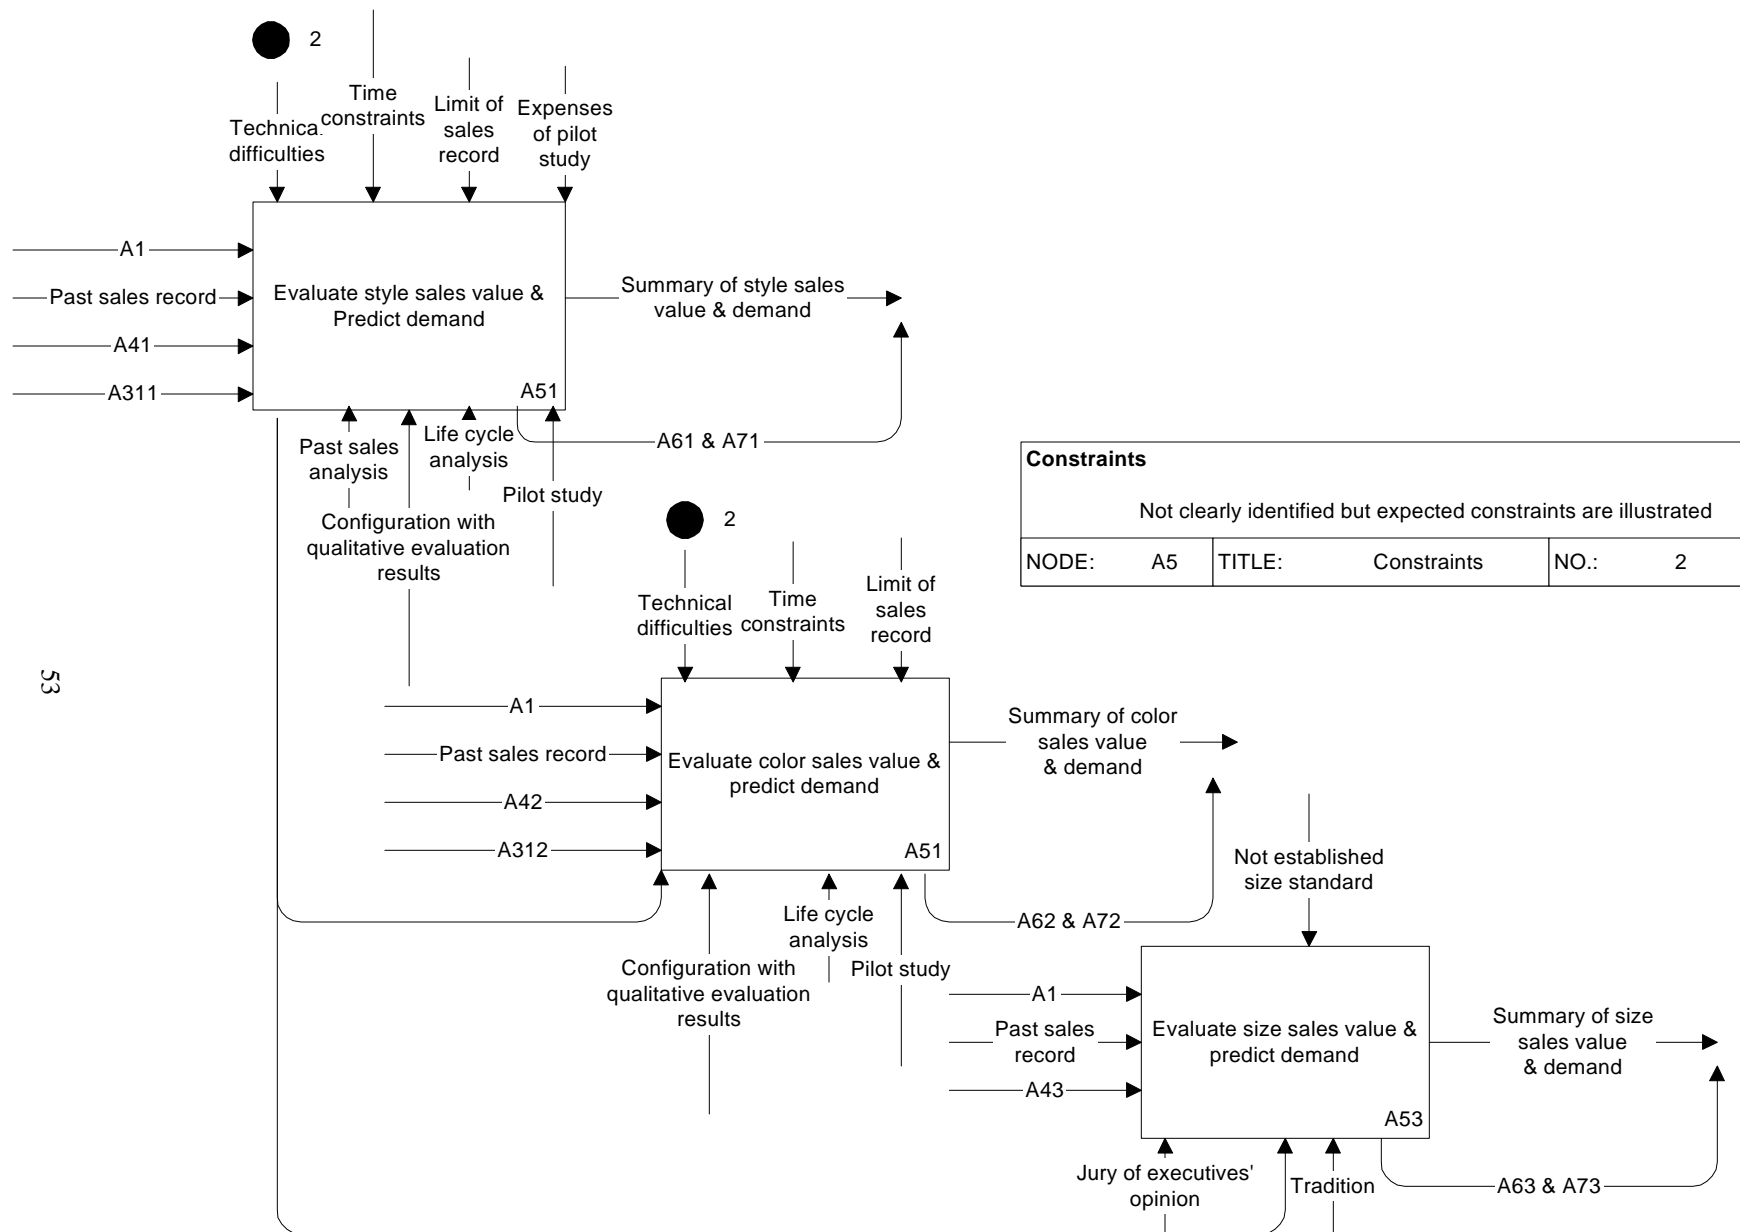 2
Technical
difficulties
Time
constraints
Limit of
sales
record
Expenses
of pilot
study
A1
Past sales record
A41
A311
Evaluate style sales value &
Predict demand
A51
Summary of style sales
value & demand
A61 & A71
Past sales
analysis
Configuration with
qualitative evaluation
results
Life cycle
analysis
Pilot study
Constraints
Not clearly identified but expected constraints are illustrated
NODE: A5 TITLE: Constraints NO.: 2
2
Technical
difficulties
Time
constraints
Limit of
sales
record
53
A1
Past sales record
A42
A312
Evaluate color sales value &
predict demand
A51
Summary of color
sales value
& demand
A62 & A72
Configuration with
qualitative evaluation
results
Life cycle
analysis
Pilot study
Not established
size standard
A1
Past sales
record
A43
Evaluate size sales value &
predict demand
A53
Summary of size
sales value
& demand
A63 & A73
Jury of executives'
opinion
Tradition